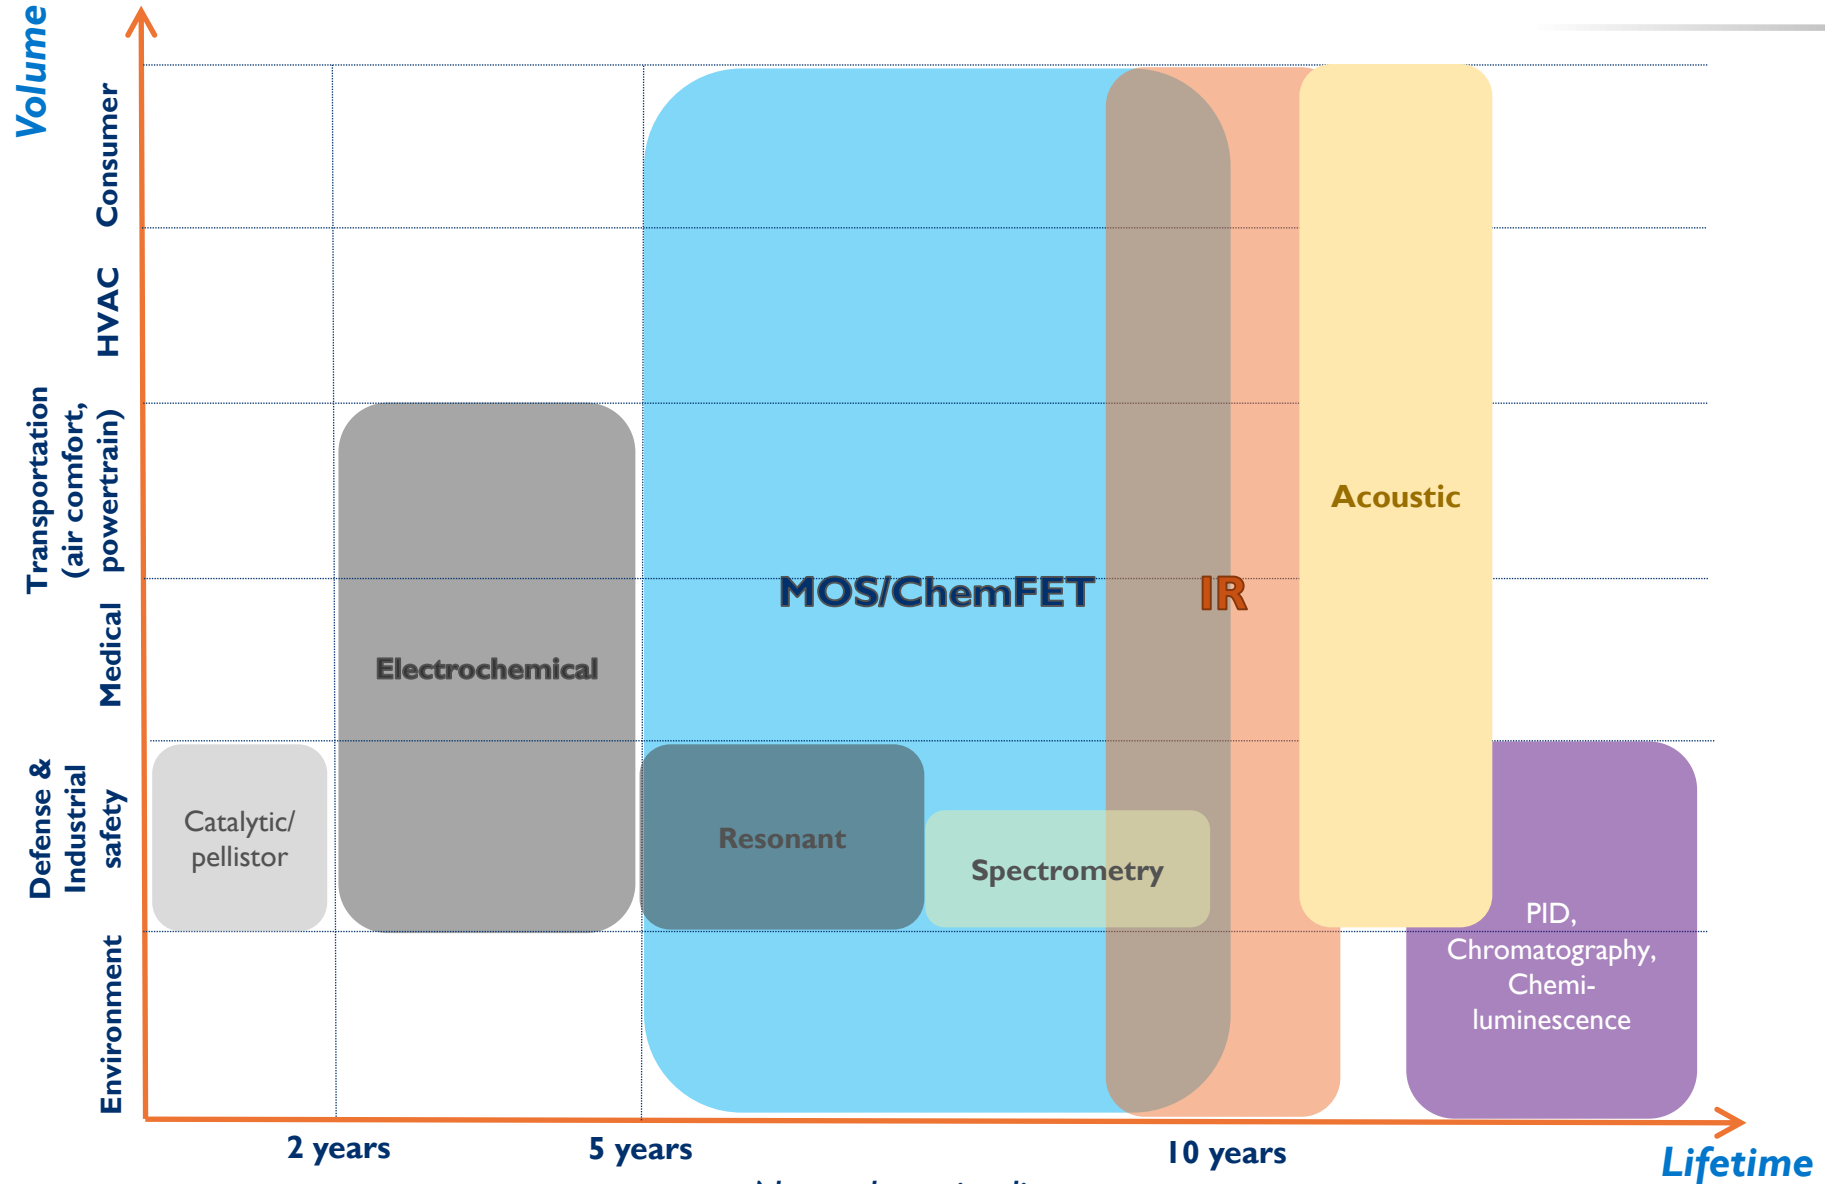 Volume
Consumer
HVAC
Transportation
(air comfort,
powertrain)
Medical
Defense &
Industrial
safety
Environment
Acoustic
MOS/ChemFET
IR
Electrochemical
Catalytic/
pellistor
Resonant
Spectrometry
PID,
Chromatography,
Chemi-
luminescence
2 years
5 years
10 years
Lifetime